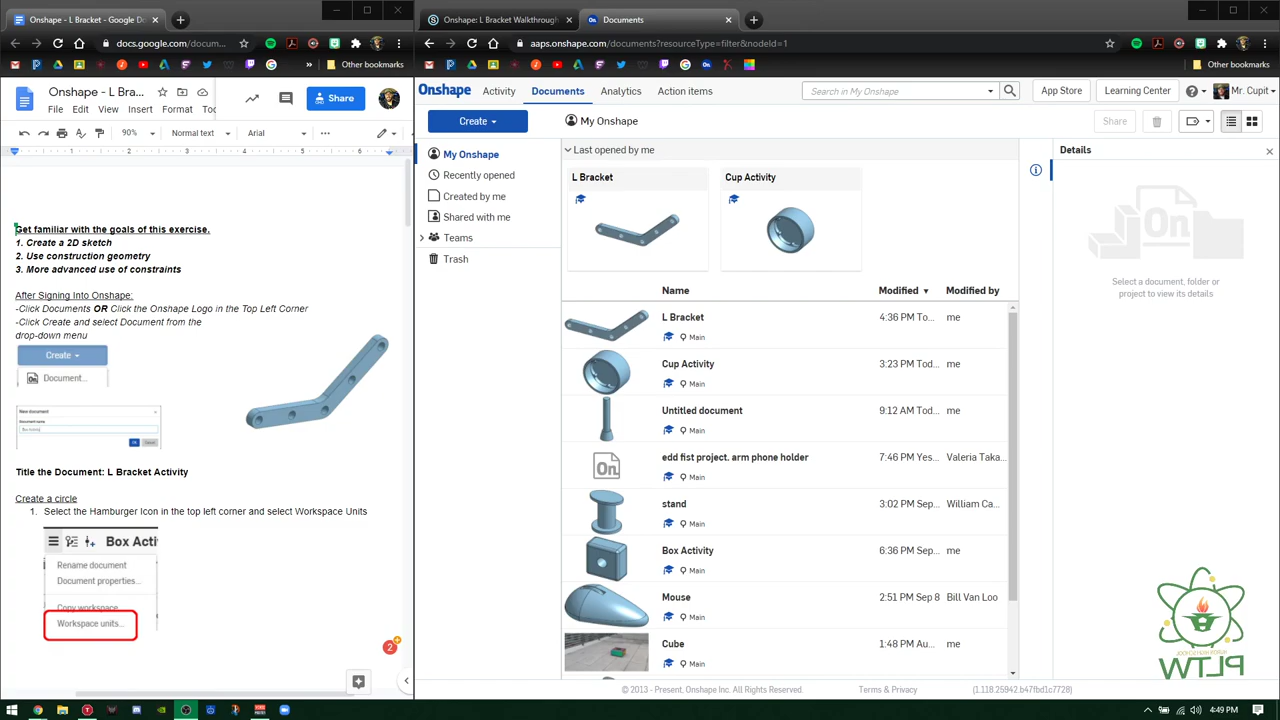 Onshape - L Bracket - Google Do
docs.google.com/docum...
Other bookmarks
Onshape - L Bra...
File Edit View Insert Format Too
Share
90% Normal text Arial
1 2 3 4 5 6
Get familiar with the goals of this exercise.
1. Create a 2D sketch
2. Use construction geometry
3. More advanced use of constraints
After Signing Into Onshape:
-Click Documents OR Click the Onshape Logo in the Top Left Corner
-Click Create and select Document from the
drop-down menu
Create
Document...
New document
Document name
Title the Document: L Bracket Activity
Create a circle
1. Select the Hamburger Icon in the top left corner and select Workspace Units
Box Acti
Rename document
Document properties...
Copy workspace
Workspace units...
2
Onshape: L Bracket Walkthrough
Documents
aaps.onshape.com/documents?resourceType=filter&nodeId=1
Other bookmarks
Onshape Activity Documents Analytics Action items
Search in My Onshape
App Store Learning Center Mr. Cupit
Create
My Onshape
Share
My Onshape
Recently opened
Created by me
Shared with me
Teams
Trash
Last opened by me
L Bracket Cup Activity
Name Modified Modified by
L Bracket 4:36 PM To... me
Main
Cup Activity 3:23 PM Tod... me
Main
Untitled document 9:12 AM Tod... me
Main
edd fist project. arm phone holder 7:46 PM Yes... Valeria Taka...
Main
stand 3:02 PM Sep... William Ca...
Main
Box Activity 6:36 PM Sep... me
Main
Mouse 2:51 PM Sep 8 Bill Van Loo
Main
Cube 1:48 PM Au... me
Main
Details
Select a document, folder or
project to view its details
PLTW
© 2013 - Present, Onshape Inc. All Rights Reserved. Terms & Privacy (1.118.25942.b47fbd1c7728)
4:49 PM